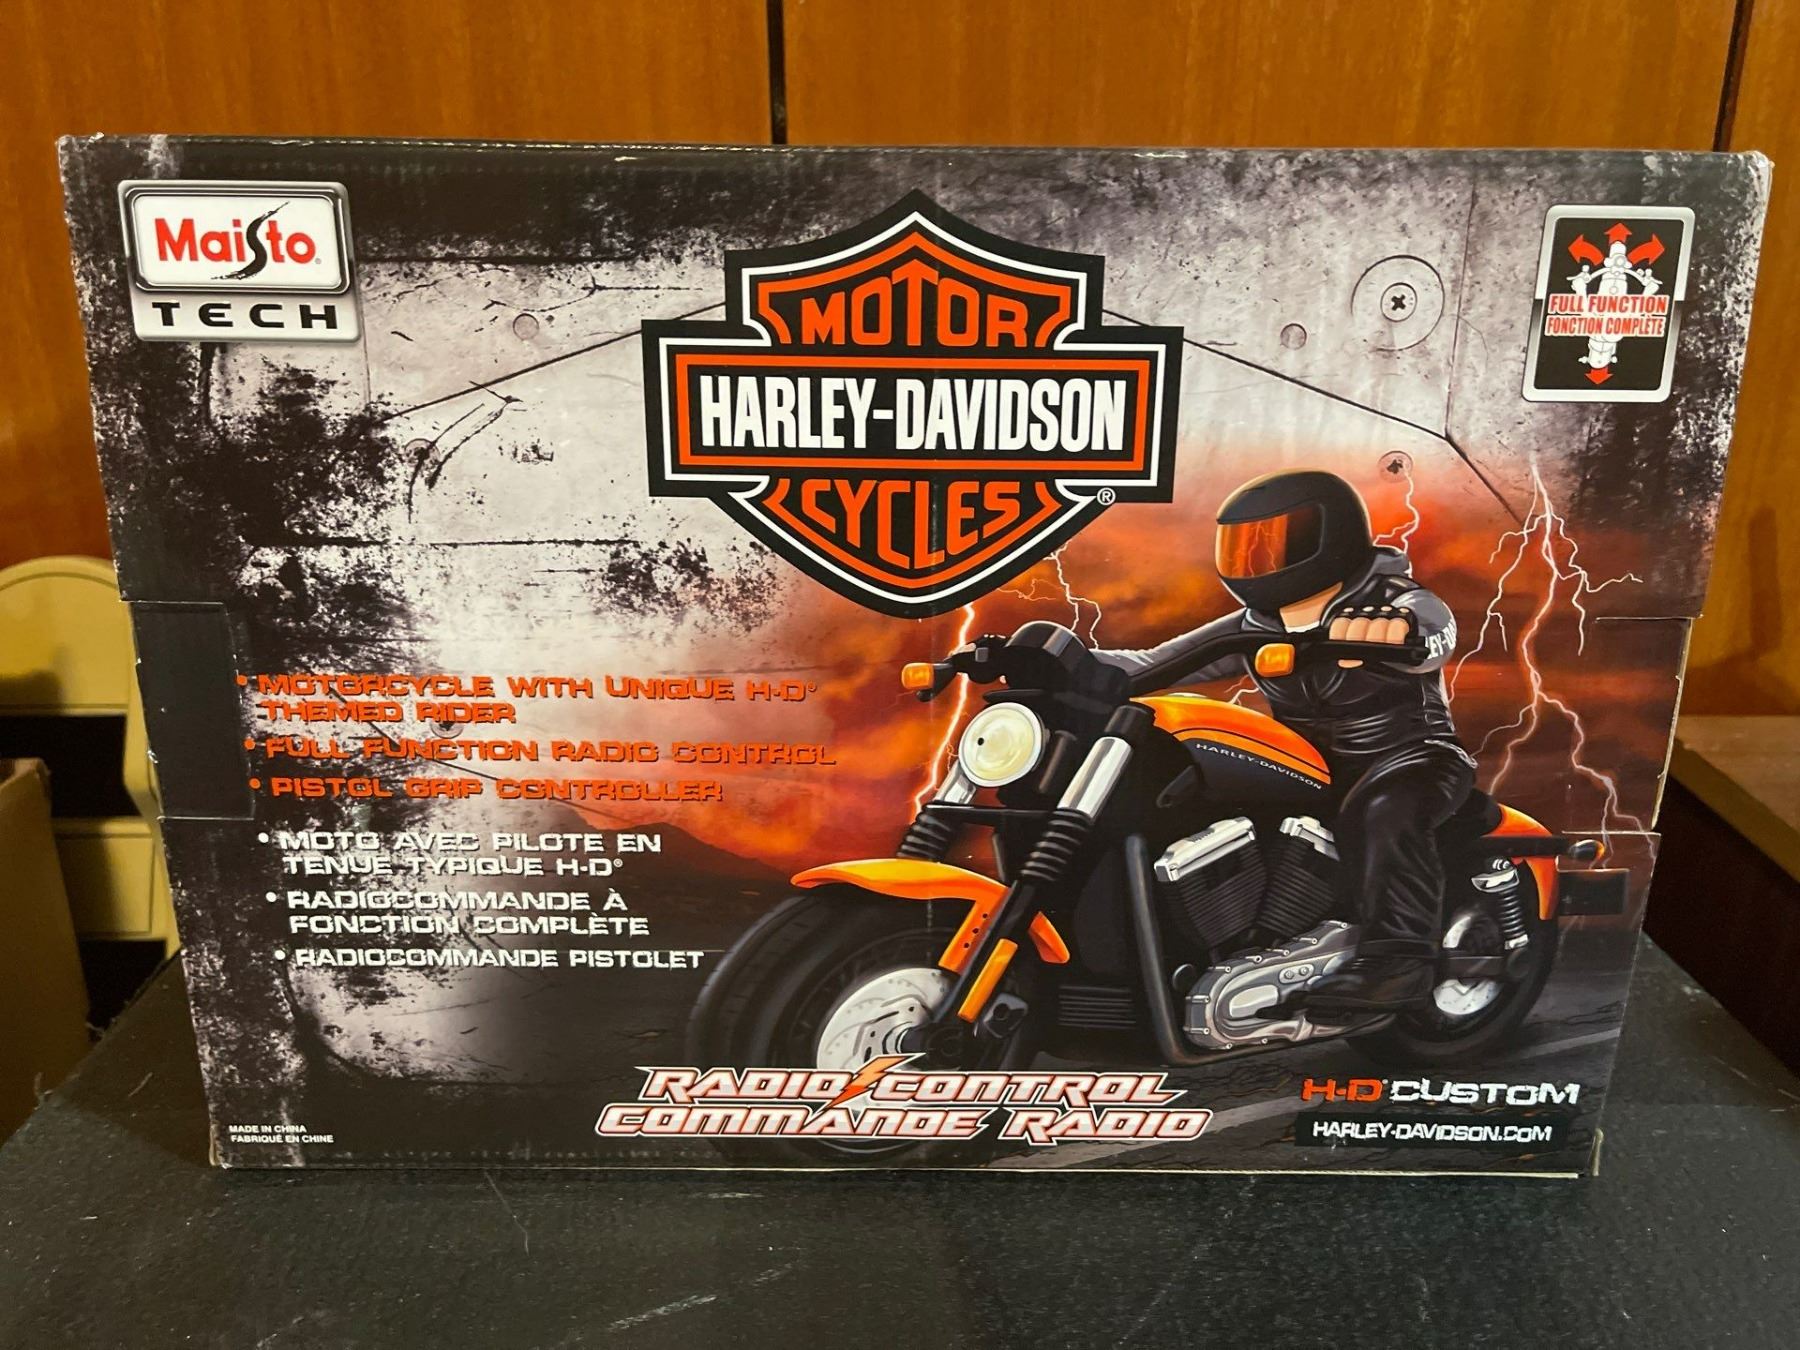 Maisto
TECH
MOTOR
HARLEY-DAVIDSON
CYCLES
®
FULL FUNCTION
FONCTION COMPLÈTE
• MOTORCYCLE WITH UNIQUE H-D®
THEMED RIDER
• FULL FUNCTION RADIO CONTROL
• PISTOL GRIP CONTROLLER
• MOTO AVEC PILOTE EN
TENUE TYPIQUE H-D®
• RADIOCOMMANDE À
FONCTION COMPLÈTE
• RADIOCOMMANDE PISTOLET
HARLEY-DAVIDSON
RADIO CONTROL
COMMANDE RADIO
H-D® CUSTOM
HARLEY-DAVIDSON.COM
MADE IN CHINA
FABRIQUÉ EN CHINE